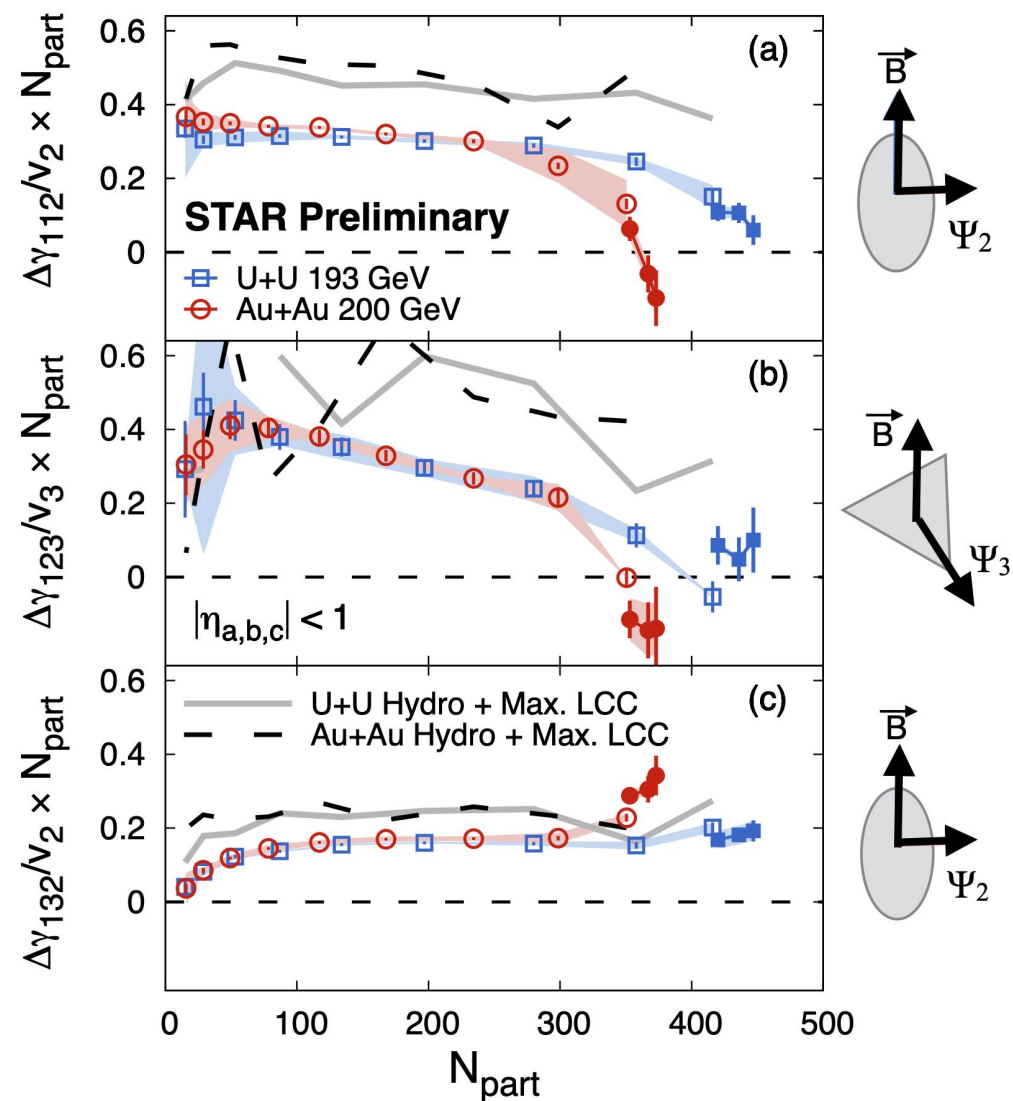 0.6
0.4
0.2
0
Δγ112/v2 × Npart
(a)
STAR Preliminary
U+U 193 GeV
Au+Au 200 GeV
B
Ψ2
0.6
0.4
0.2
0
Δγ123/v3 × Npart
(b)
|ηa,b,c| < 1
B
Ψ3
0.6
0.4
0.2
0
Δγ132/v2 × Npart
(c)
U+U Hydro + Max. LCC
Au+Au Hydro + Max. LCC
B
Ψ2
0 100 200 300 400 500
Npart